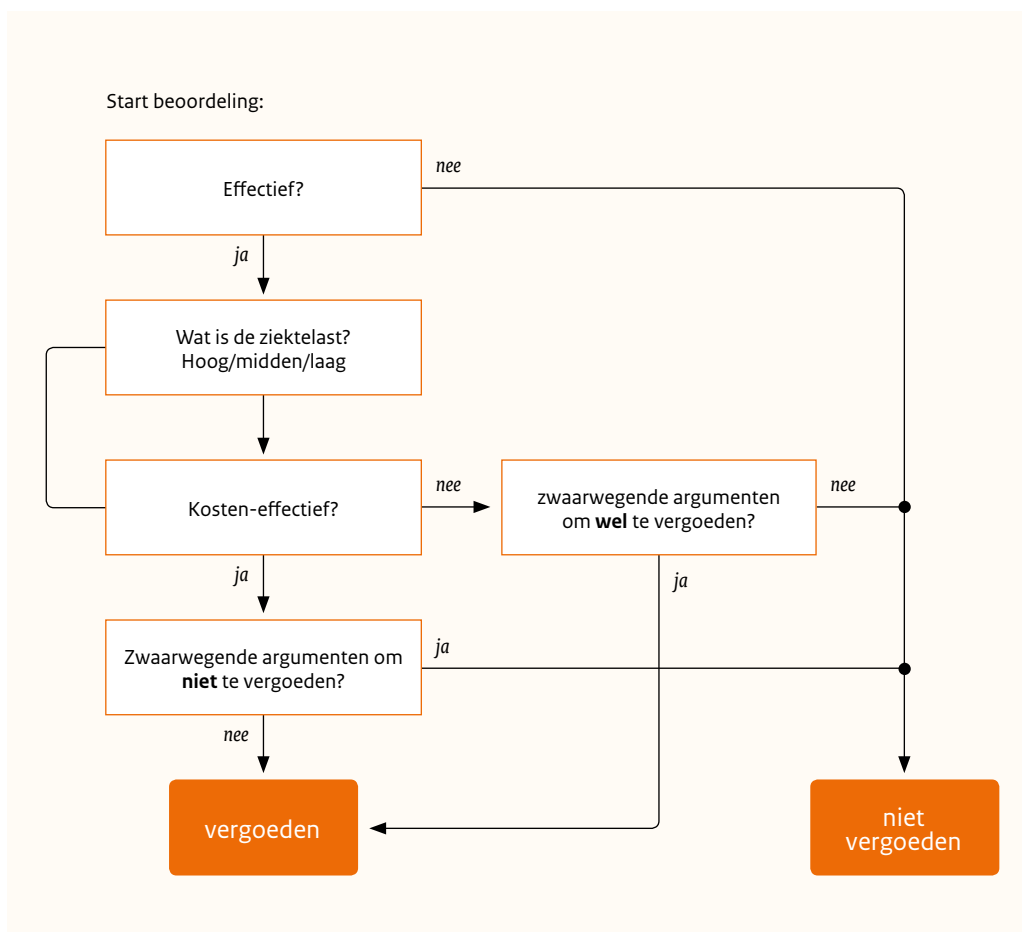 Start beoordeling:
Effectief?
nee
ja
Wat is de ziektelast?
Hoog/midden/laag
Kosten-effectief?
nee
zwaarwegende argumenten
om wel te vergoeden?
nee
ja
ja
Zwaarwegende argumenten om
niet te vergoeden?
ja
nee
vergoeden
niet
vergoeden